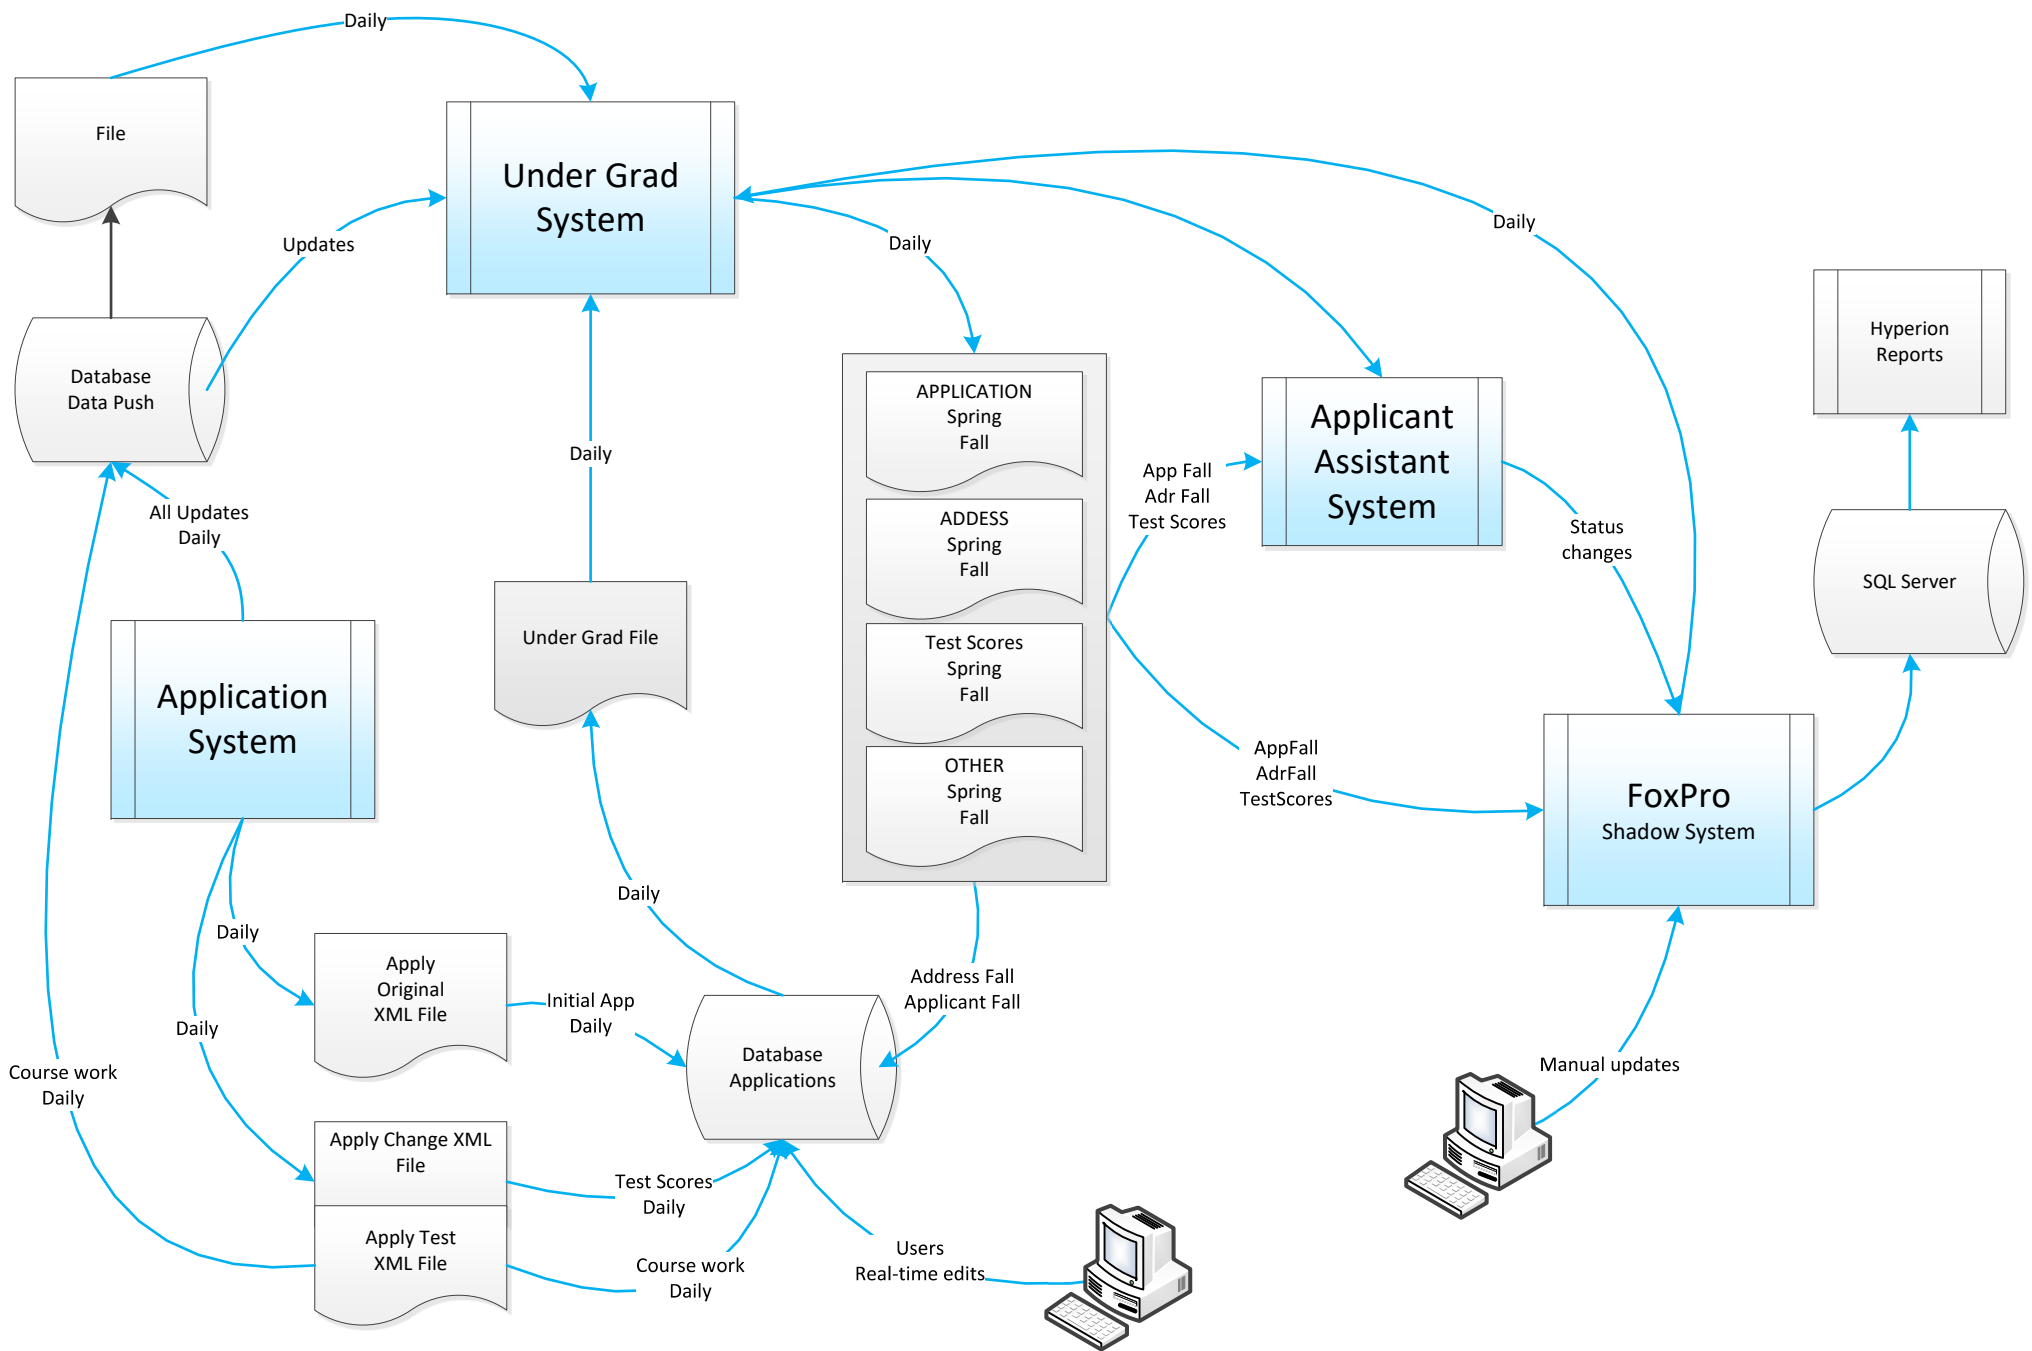 Daily
File
Under Grad
System
Updates
Daily
Daily
Database
Data Push
Hyperion
Reports
APPLICATION
Spring
Fall
Applicant
Assistant
System
Daily
App Fall
Adr Fall
Test Scores
All Updates
Daily
ADDESS
Spring
Fall
Status
changes
SQL Server
Under Grad File
Test Scores
Spring
Fall
Application
System
AppFall
AdrFall
TestScores
OTHER
Spring
Fall
FoxPro
Shadow System
Daily
Daily
Apply
Original
XML File
Initial App
Daily
Address Fall
Applicant Fall
Daily
Database
Applications
Course work
Daily
Manual updates
Apply Change XML
File
Test Scores
Daily
Apply Test
XML File
Course work
Daily
Users
Real-time edits